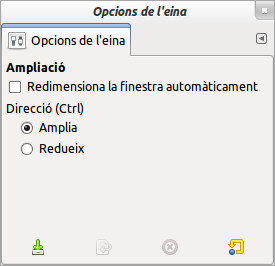 Opcions de l'eina
Opcions de l'eina
Ampliació
Redimensiona la finestra automàticament
Direcció (Ctrl)
Amplia
Redueix